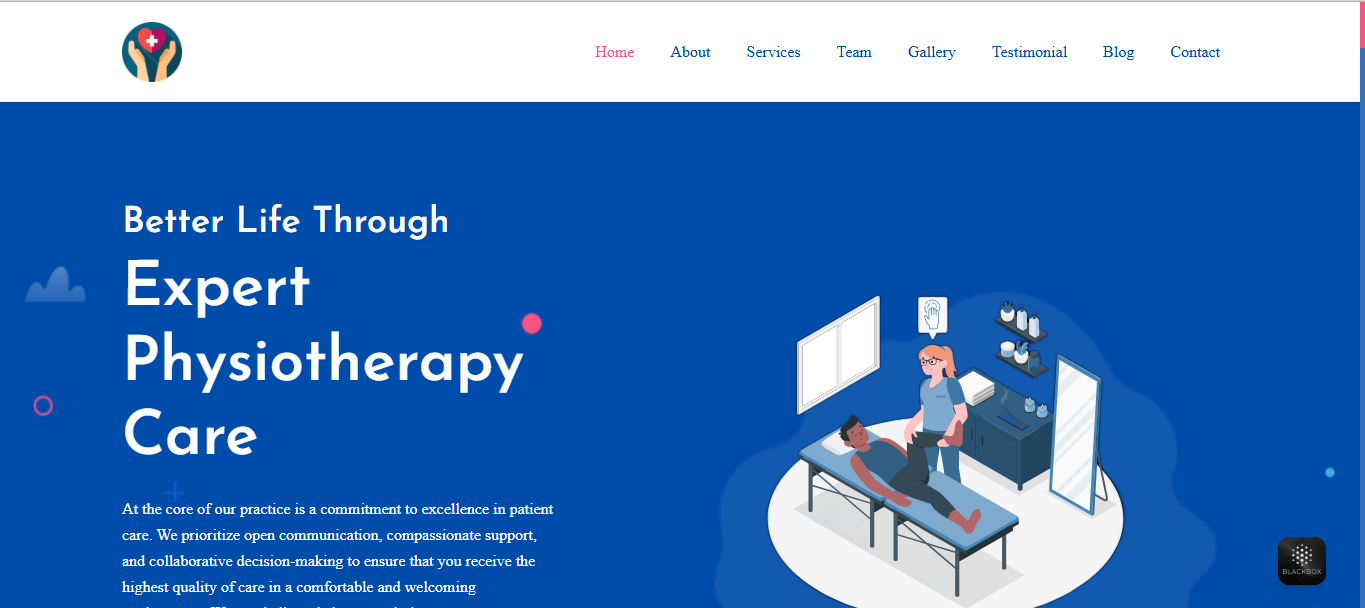 Home About Services Team Gallery Testimonial Blog Contact
Better Life Through
Expert
Physiotherapy
Care
At the core of our practice is a commitment to excellence in patient
care. We prioritize open communication, compassionate support,
and collaborative decision-making to ensure that you receive the
highest quality of care in a comfortable and welcoming
BLACKBOX